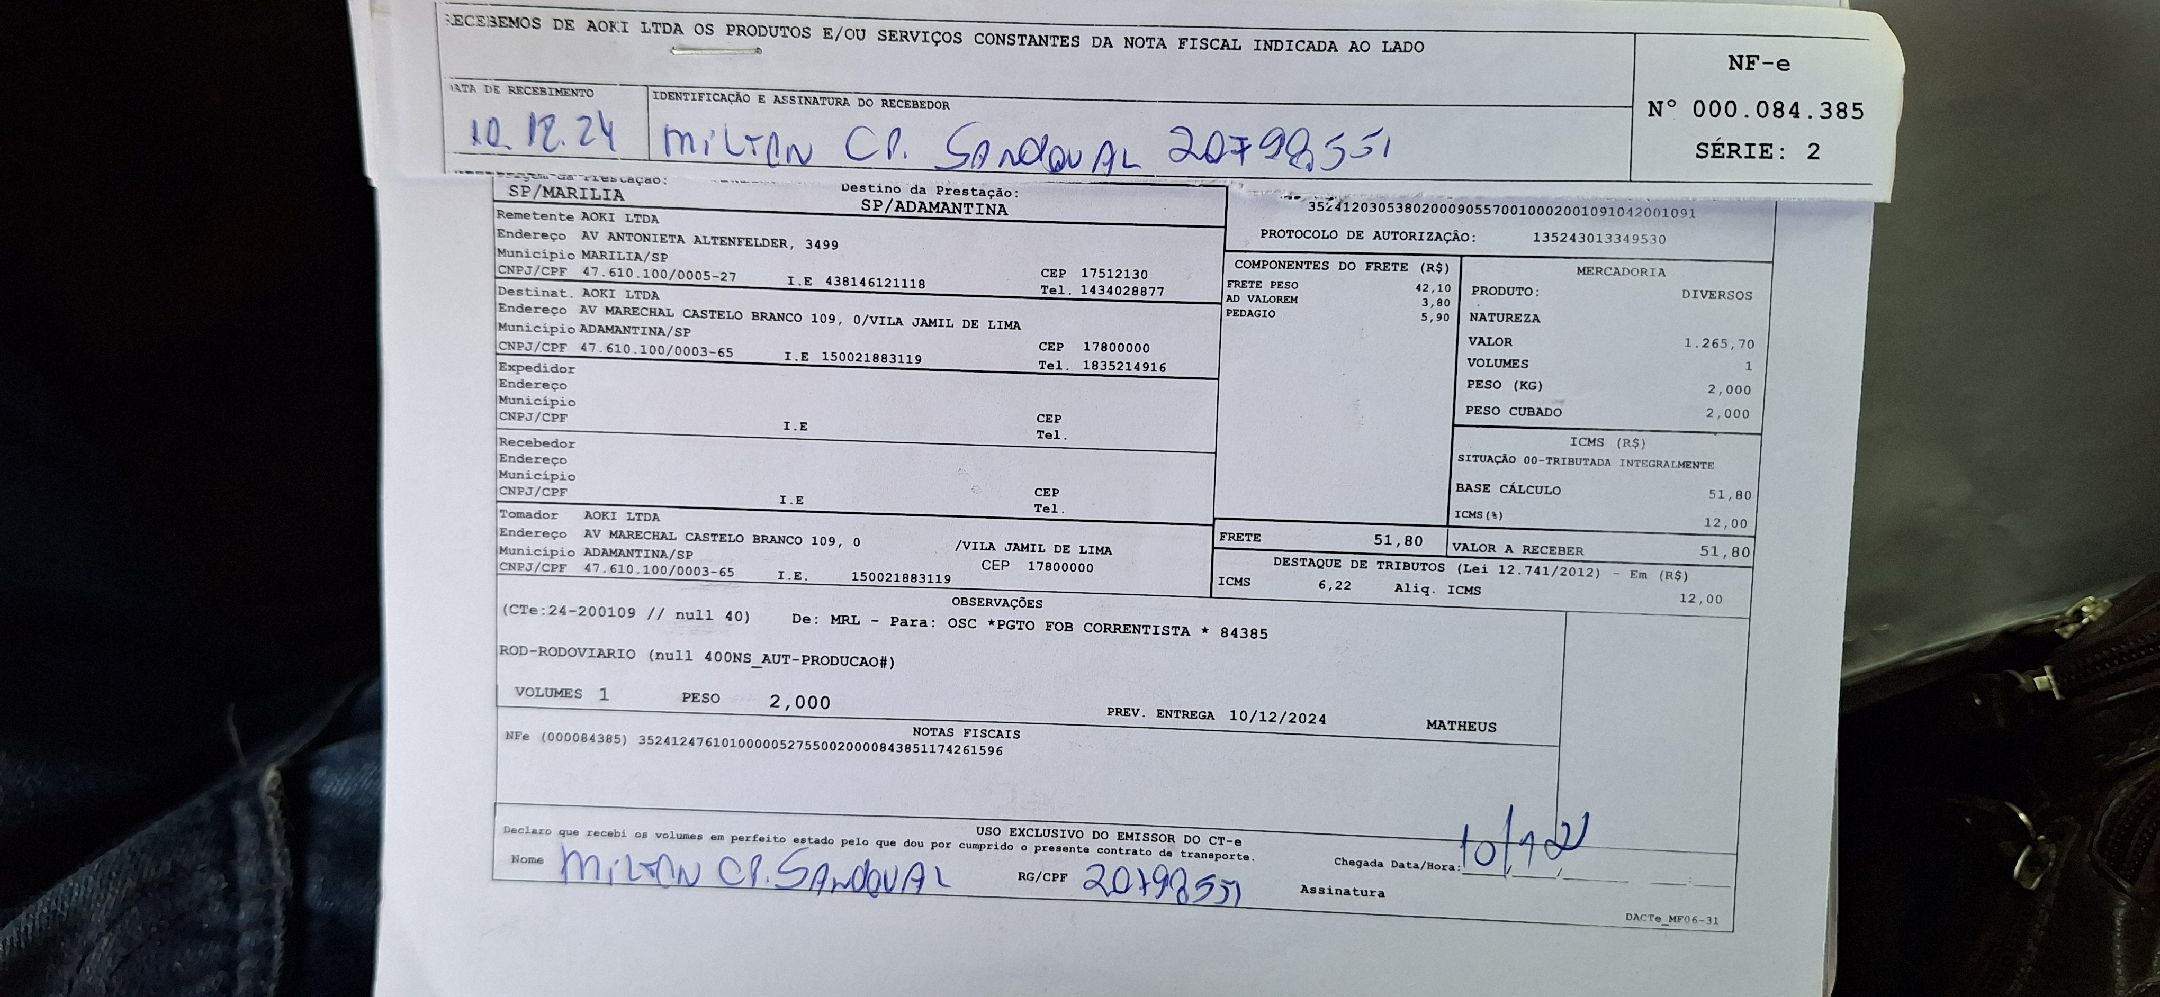 RECEBEMOS DE AOKI LTDA OS PRODUTOS E/OU SERVIÇOS CONSTANTES DA NOTA FISCAL INDICADA AO LADO
NF-e
Nº 000.084.385
SÉRIE: 2
DATA DE RECEBIMENTO
10.12.24
IDENTIFICAÇÃO E ASSINATURA DO RECEBEDOR
MILTON CP. SANDOVAL 20798551
da Prestação:
SP/MARILIA
Destino da Prestação:
SP/ADAMANTINA
35241203053802000905570010002001091042001091
PROTOCOLO DE AUTORIZAÇÃO: 135243013349530
Remetente AOKI LTDA
Endereço AV ANTONIETA ALTENFELDER, 3499
Município MARILIA/SP
CNPJ/CPF 47.610.100/0005-27 I.E 438146121118
CEP 17512130
Tel. 1434028877
Destinat. AOKI LTDA
Endereço AV MARECHAL CASTELO BRANCO 109, 0/VILA JAMIL DE LIMA
Município ADAMANTINA/SP
CNPJ/CPF 47.610.100/0003-65 I.E 150021883119
CEP 17800000
Tel. 1835214916
Expedidor
Endereço
Município
CNPJ/CPF I.E
CEP
Tel.
Recebedor
Endereço
Município
CNPJ/CPF I.E
CEP
Tel.
Tomador AOKI LTDA
Endereço AV MARECHAL CASTELO BRANCO 109, 0 /VILA JAMIL DE LIMA
Município ADAMANTINA/SP CEP 17800000
CNPJ/CPF 47.610.100/0003-65 I.E. 150021883119
COMPONENTES DO FRETE (R$)
FRETE PESO 42,10
AD VALOREM 3,80
PEDAGIO 5,90
MERCADORIA
PRODUTO: DIVERSOS
NATUREZA
VALOR 1.265,70
VOLUMES 1
PESO (KG) 2,000
PESO CUBADO 2,000
ICMS (R$)
SITUAÇÃO 00-TRIBUTADA INTEGRALMENTE
BASE CÁLCULO 51,80
ICMS(%) 12,00
FRETE 51,80
VALOR A RECEBER 51,80
DESTAQUE DE TRIBUTOS (Lei 12.741/2012) - Em (R$)
ICMS 6,22 Aliq. ICMS 12,00
OBSERVAÇÕES
(CTe:24-200109 // null 40) De: MRL - Para: OSC *PGTO FOB CORRENTISTA * 84385
ROD-RODOVIARIO (null 400NS_AUT-PRODUCAO#)
VOLUMES 1 PESO 2,000 PREV. ENTREGA 10/12/2024 MATHEUS
NOTAS FISCAIS
NFe (000084385) 35241247610100000527550020000843851174261596
USO EXCLUSIVO DO EMISSOR DO CT-e
Declaro que recebi os volumes em perfeito estado pelo que dou por cumprido o presente contrato de transporte.
Nome MILTON CP. SANDOVAL RG/CPF 20798551
Chegada Data/Hora: 10/12
Assinatura
DACTe_MF06-31